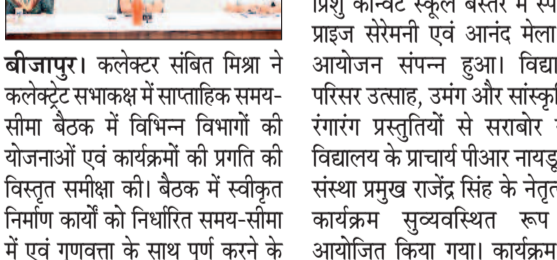 बीजापुर। कलेक्टर संबित मिश्रा ने
कलेक्ट्रेट सभाकक्ष में साप्ताहिक समय-
सीमा बैठक में विभिन्न विभागों की
योजनाओं एवं कार्यक्रमों की प्रगति की
विस्तृत समीक्षा की। बैठक में स्वीकृत
निर्माण कार्यों को निर्धारित समय-सीमा
में एवं गुणवत्ता के साथ पूर्ण करने के
प्रिशु कॉन्वेंट स्कूल बस्तर में
प्राइज सेरेमनी एवं आनंद मेला
आयोजन संपन्न हुआ।
परिसर उत्साह, उमंग और
रंगारंग प्रस्तुतियों से सराबोर
विद्यालय के प्राचार्य पीआर नायडू
संस्था प्रमुख राजेंद्र सिंह के
कार्यक्रम सुव्यवस्थित रूप
आयोजित किया गया। कार्यक्रम